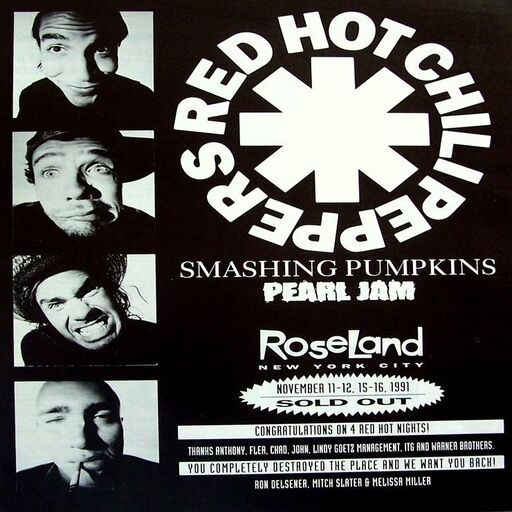 RED HOT CHILI PEPPERS
SMASHING PUMPKINS
PEARL JAM
ROSELAND
NEW YORK CITY
NOVEMBER 11-12, 15-16, 1991
SOLD OUT
CONGRATULATIONS ON 4 RED HOT NIGHTS!
THANKS ANTHONY, FLEA, CHAD, JOHN, LINDY GOETZ MANAGEMENT, ITG AND WARNER BROTHERS.
YOU COMPLETELY DESTROYED THE PLACE AND WE WANT YOU BACK!
RON DELSENER, MITCH SLATER & MELISSA MILLER